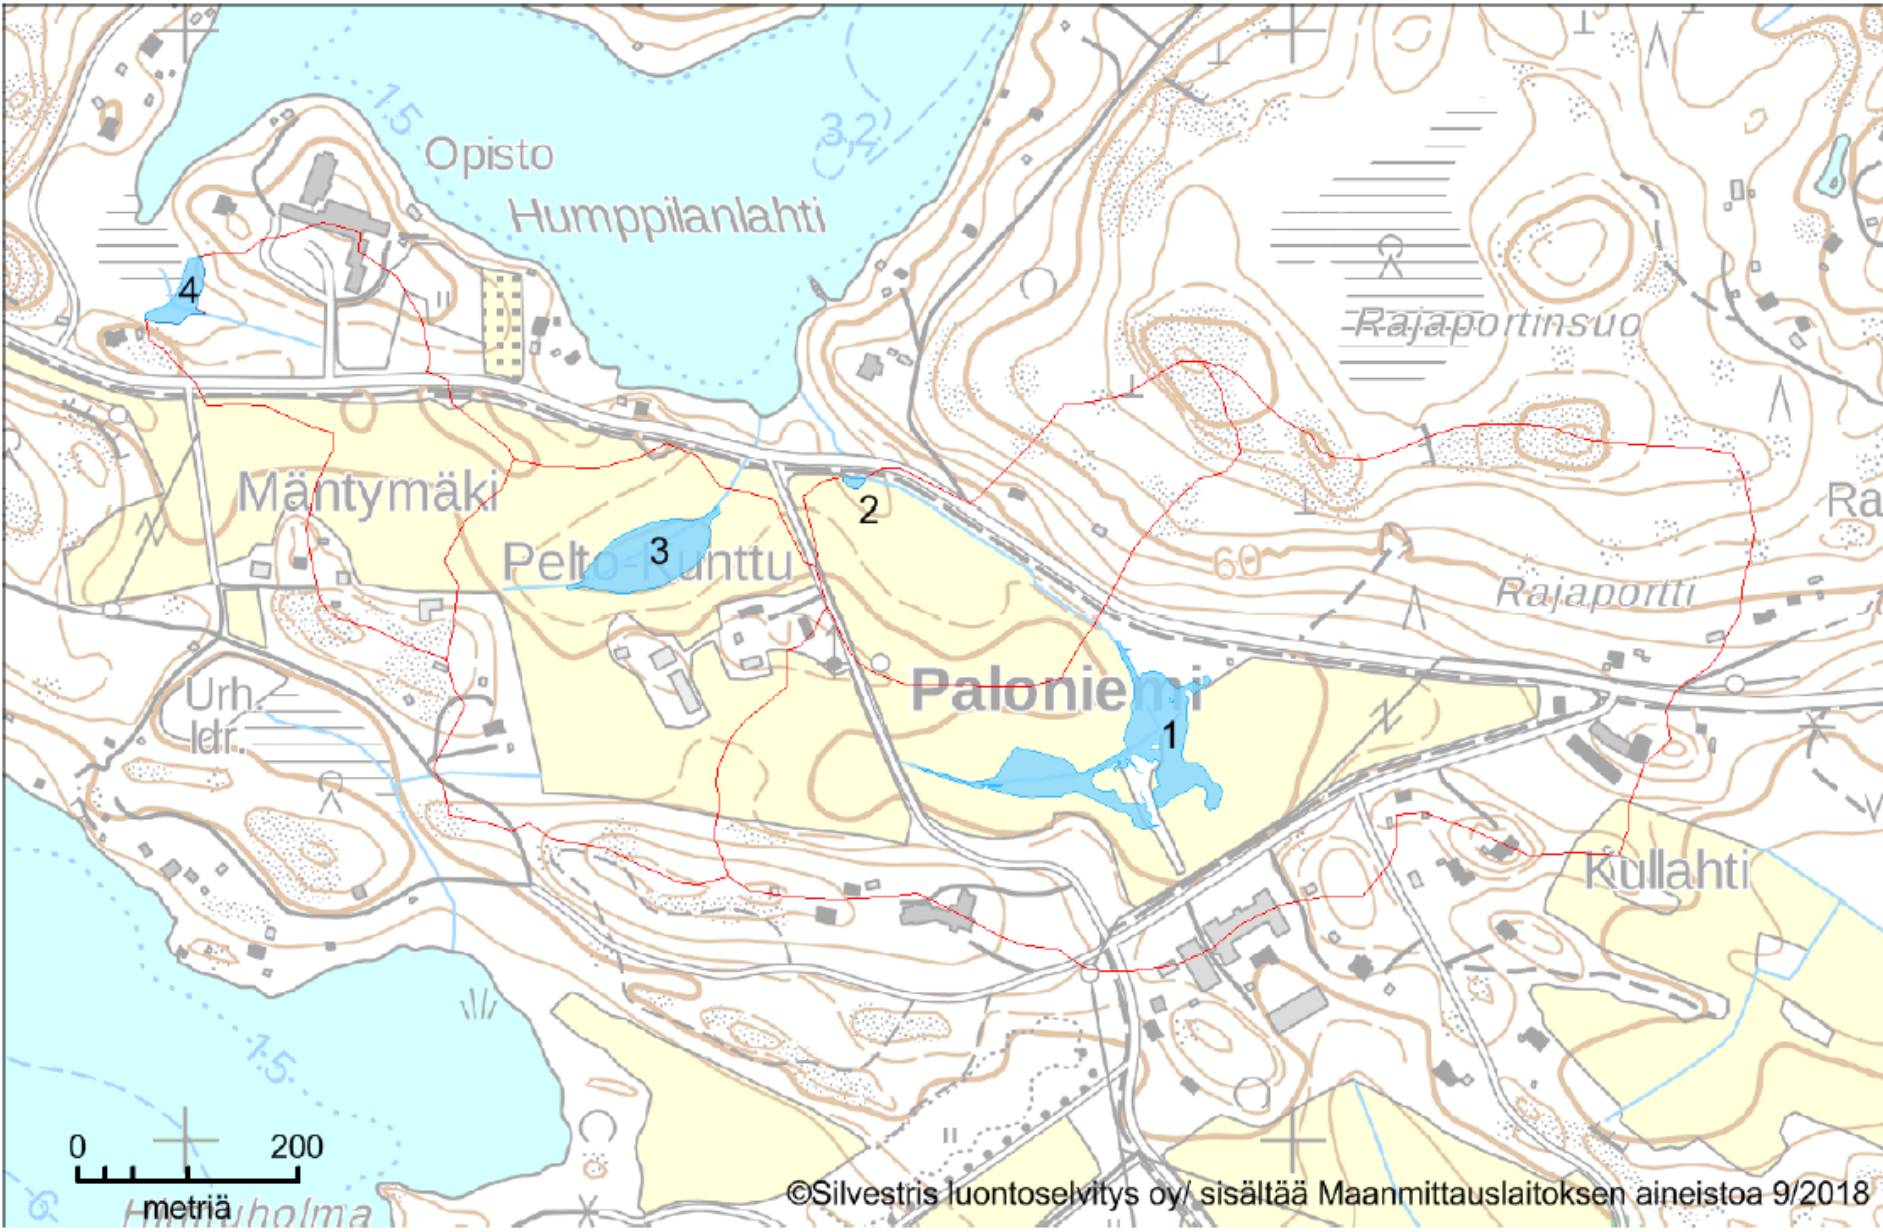 1.5
Opisto
3.2
Humppilanlahti
4
Rajaportinsuo
Mäntymäki
2
Ra
3
Pelto-Kunttu
60
Rajaportti
Paloniemi
Urh.
ldr.
1
Kullahti
1.5
0 200
metriä
6
©Silvestris luontoselvitys oy/ sisältää Maanmittauslaitoksen aineistoa 9/2018